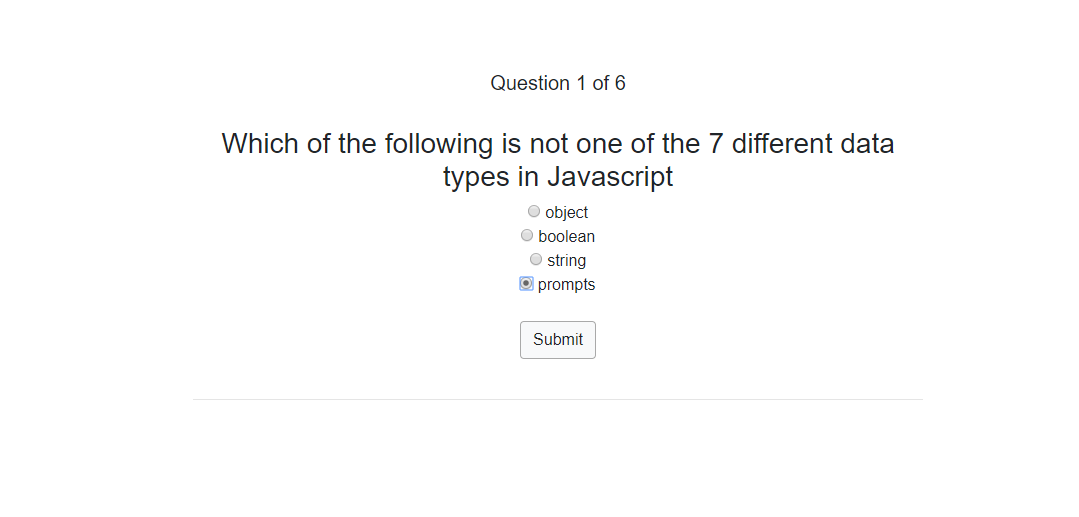 Question 1 of 6
Which of the following is not one of the 7 different data
types in Javascript
object
boolean
string
prompts
Submit